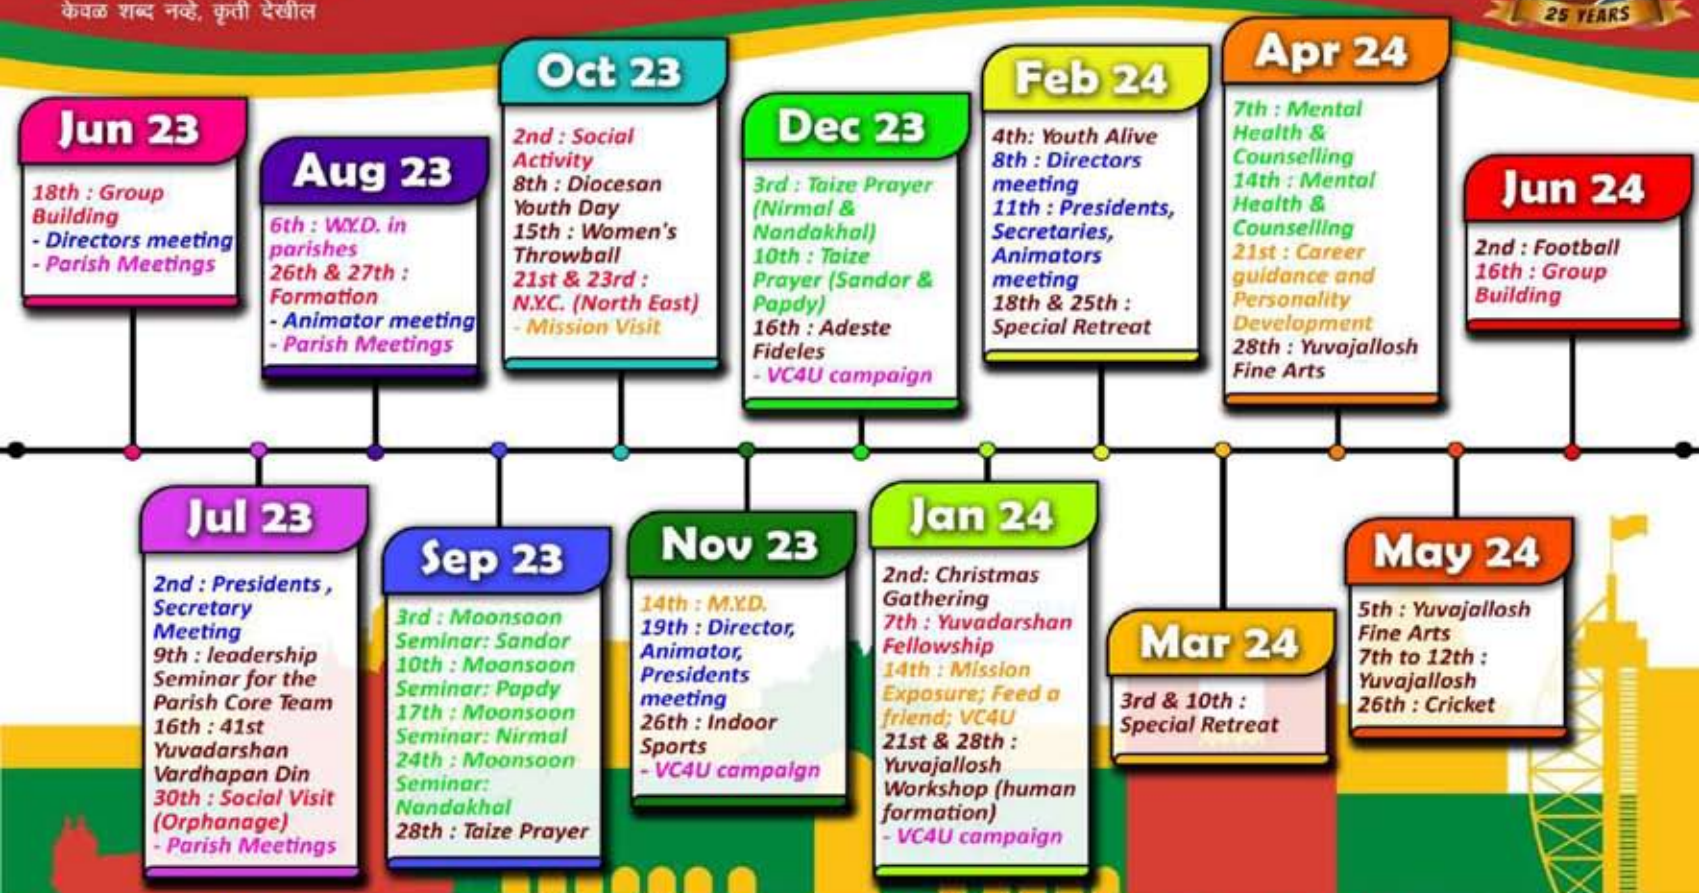 केवळ शब्द नव्हे, कृती देखील
25 YEARS
Jun 23
18th : Group
Building
- Directors meeting
- Parish Meetings
Jul 23
2nd : Presidents ,
Secretary
Meeting
9th : leadership
Seminar for the
Parish Core Team
16th : 41st
Yuvadarshan
Vardhapan Din
30th : Social Visit
(Orphanage)
- Parish Meetings
Aug 23
6th : W.Y.D. in
parishes
26th & 27th :
Formation
- Animator meeting
- Parish Meetings
Sep 23
3rd : Moonsoon
Seminar: Sandor
10th : Moonsoon
Seminar: Papdy
17th : Moonsoon
Seminar: Nirmal
24th : Moonsoon
Seminar:
Nandakhal
28th : Taize Prayer
Oct 23
2nd : Social
Activity
8th : Diocesan
Youth Day
15th : Women's
Throwball
21st & 23rd :
N.Y.C. (North East)
- Mission Visit
Nov 23
14th : M.Y.D.
19th : Director,
Animator,
Presidents
meeting
26th : Indoor
Sports
- VC4U campaign
Dec 23
3rd : Taize Prayer
(Nirmal &
Nandakhal)
10th : Taize
Prayer (Sandor &
Papdy)
16th : Adeste
Fideles
- VC4U campaign
Jan 24
2nd: Christmas
Gathering
7th : Yuvadarshan
Fellowship
14th : Mission
Exposure; Feed a
friend; VC4U
21st & 28th :
Yuvajallosh
Workshop (human
formation)
- VC4U campaign
Feb 24
4th: Youth Alive
8th : Directors
meeting
11th : Presidents,
Secretaries,
Animators
meeting
18th & 25th :
Special Retreat
Mar 24
3rd & 10th :
Special Retreat
Apr 24
7th : Mental
Health &
Counselling
14th : Mental
Health &
Counselling
21st : Career
guidance and
Personality
Development
28th : Yuvajallosh
Fine Arts
May 24
5th : Yuvajallosh
Fine Arts
7th to 12th :
Yuvajallosh
26th : Cricket
Jun 24
2nd : Football
16th : Group
Building